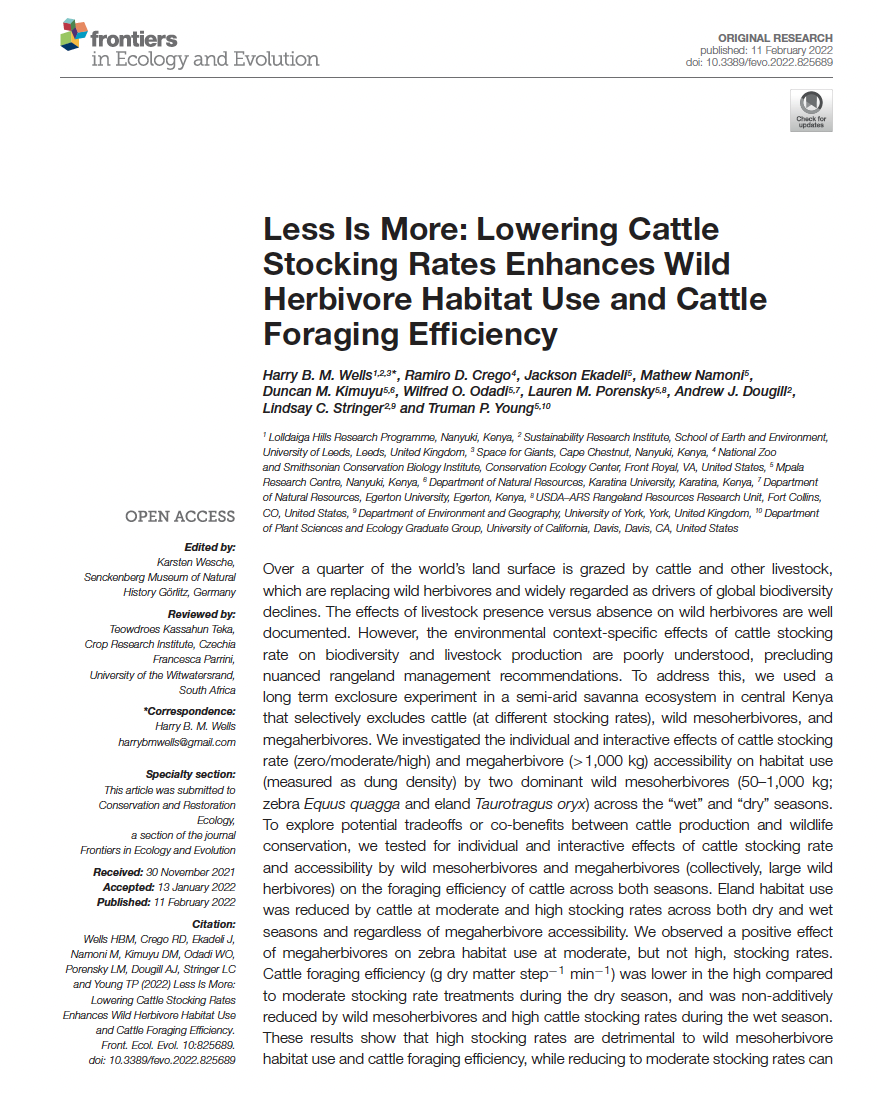 frontiers
in Ecology and Evolution
ORIGINAL RESEARCH
published: 11 February 2022
doi: 10.3389/fevo.2022.825689
Check for
updates
Less Is More: Lowering Cattle
Stocking Rates Enhances Wild
Herbivore Habitat Use and Cattle
Foraging Efficiency
Harry B. M. Wells1,2,3*, Ramiro D. Crego4, Jackson Ekadeli5, Mathew Namoni5,
Duncan M. Kimuyu5,6, Wilfred O. Odadi5,7, Lauren M. Porensky5,8, Andrew J. Dougill2,
Lindsay C. Stringer2,9 and Truman P. Young5,10
1 Lolldaiga Hills Research Programme, Nanyuki, Kenya, 2 Sustainability Research Institute, School of Earth and Environment,
University of Leeds, Leeds, United Kingdom, 3 Space for Giants, Cape Chestnut, Nanyuki, Kenya, 4 National Zoo
and Smithsonian Conservation Biology Institute, Conservation Ecology Center, Front Royal, VA, United States, 5 Mpala
Research Centre, Nanyuki, Kenya, 6 Department of Natural Resources, Karatina University, Karatina, Kenya, 7 Department
of Natural Resources, Egerton University, Egerton, Kenya, 8 USDA–ARS Rangeland Resources Research Unit, Fort Collins,
CO, United States, 9 Department of Environment and Geography, University of York, York, United Kingdom, 10 Department
of Plant Sciences and Ecology Graduate Group, University of California, Davis, Davis, CA, United States
OPEN ACCESS
Edited by:
Karsten Wesche,
Senckenberg Museum of Natural
History Görlitz, Germany
Reviewed by:
Teowdroes Kassahun Teka,
Crop Research Institute, Czechia
Francesca Parrini,
University of the Witwatersrand,
South Africa
*Correspondence:
Harry B. M. Wells
harrybmwells@gmail.com
Specialty section:
This article was submitted to
Conservation and Restoration
Ecology,
a section of the journal
Frontiers in Ecology and Evolution
Received: 30 November 2021
Accepted: 13 January 2022
Published: 11 February 2022
Citation:
Wells HBM, Crego RD, Ekadeli J,
Namoni M, Kimuyu DM, Odadi WO,
Porensky LM, Dougill AJ, Stringer LC
and Young TP (2022) Less Is More:
Lowering Cattle Stocking Rates
Enhances Wild Herbivore Habitat Use
and Cattle Foraging Efficiency.
Front. Ecol. Evol. 10:825689.
doi: 10.3389/fevo.2022.825689
Over a quarter of the world's land surface is grazed by cattle and other livestock,
which are replacing wild herbivores and widely regarded as drivers of global biodiversity
declines. The effects of livestock presence versus absence on wild herbivores are well
documented. However, the environmental context-specific effects of cattle stocking
rate on biodiversity and livestock production are poorly understood, precluding
nuanced rangeland management recommendations. To address this, we used a
long term exclosure experiment in a semi-arid savanna ecosystem in central Kenya
that selectively excludes cattle (at different stocking rates), wild mesoherbivores, and
megaherbivores. We investigated the individual and interactive effects of cattle stocking
rate (zero/moderate/high) and megaherbivore (>1,000 kg) accessibility on habitat use
(measured as dung density) by two dominant wild mesoherbivores (50–1,000 kg;
zebra Equus quagga and eland Taurotragus oryx) across the “wet” and “dry” seasons.
To explore potential tradeoffs or co-benefits between cattle production and wildlife
conservation, we tested for individual and interactive effects of cattle stocking rate
and accessibility by wild mesoherbivores and megaherbivores (collectively, large wild
herbivores) on the foraging efficiency of cattle across both seasons. Eland habitat use
was reduced by cattle at moderate and high stocking rates across both dry and wet
seasons and regardless of megaherbivore accessibility. We observed a positive effect
of megaherbivores on zebra habitat use at moderate, but not high, stocking rates.
Cattle foraging efficiency (g dry matter step−1 min−1) was lower in the high compared
to moderate stocking rate treatments during the dry season, and was non-additively
reduced by wild mesoherbivores and high cattle stocking rates during the wet season.
These results show that high stocking rates are detrimental to wild mesoherbivore
habitat use and cattle foraging efficiency, while reducing to moderate stocking rates can